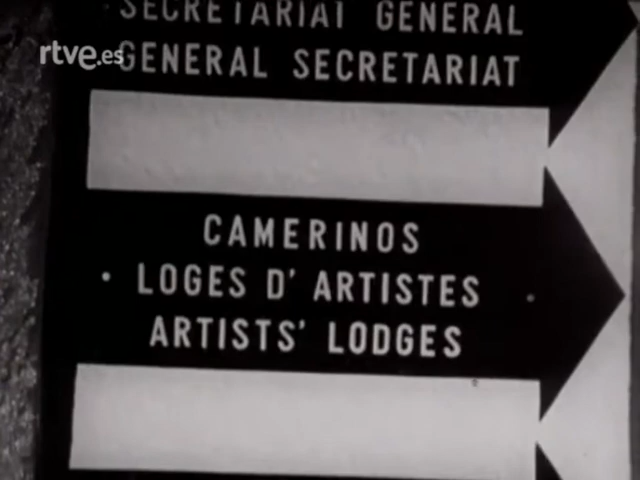 SECRETARIAT GENERAL
rtve.es
GENERAL SECRETARIAT
CAMERINOS
LOGES D' ARTISTES
ARTISTS' LODGES